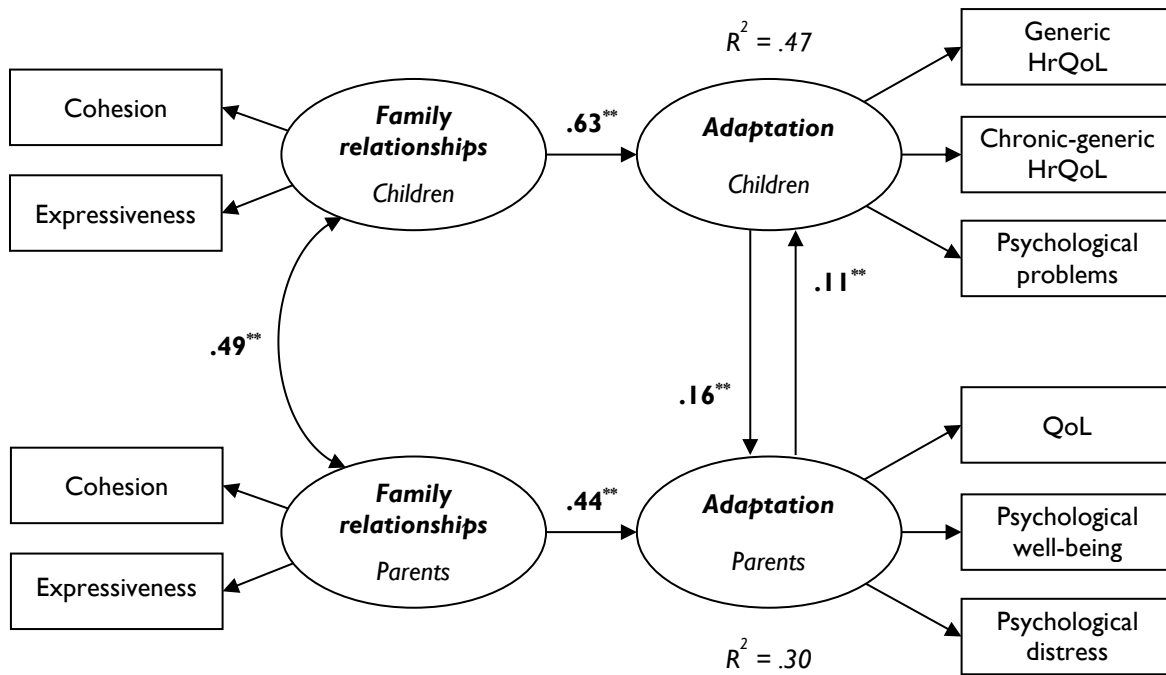 R² = .47
Generic
HrQoL
Cohesion
Family
relationships
Children
.63**
Adaptation
Children
Chronic-generic
HrQoL
Expressiveness
Psychological
problems
.11**
.49**
.16**
QoL
Cohesion
Family
relationships
Parents
.44**
Adaptation
Parents
Psychological
well-being
Expressiveness
Psychological
distress
R² = .30